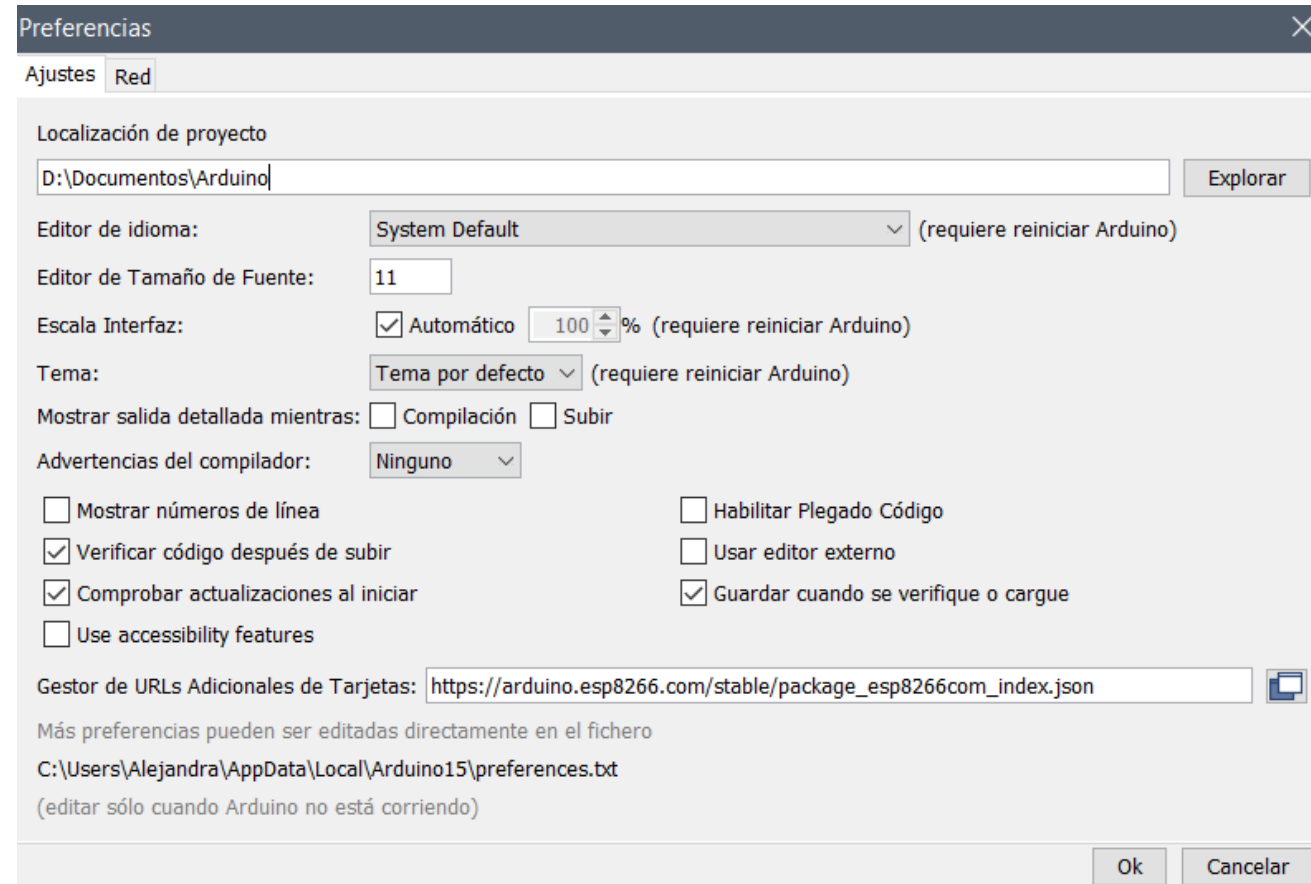 Preferencias
Ajustes Red
Localización de proyecto
D:\Documentos\Arduino Explorar
Editor de idioma: System Default (requiere reiniciar Arduino)
Editor de Tamaño de Fuente: 11
Escala Interfaz: Automático 100 % (requiere reiniciar Arduino)
Tema: Tema por defecto (requiere reiniciar Arduino)
Mostrar salida detallada mientras: Compilación Subir
Advertencias del compilador: Ninguno
Mostrar números de línea Habilitar Plegado Código
Verificar código después de subir Usar editor externo
Comprobar actualizaciones al iniciar Guardar cuando se verifique o cargue
Use accessibility features
Gestor de URLs Adicionales de Tarjetas: https://arduino.esp8266.com/stable/package_esp8266com_index.json
Más preferencias pueden ser editadas directamente en el fichero
C:\Users\Alejandra\AppData\Local\Arduino15\preferences.txt
(editar sólo cuando Arduino no está corriendo)
Ok Cancelar